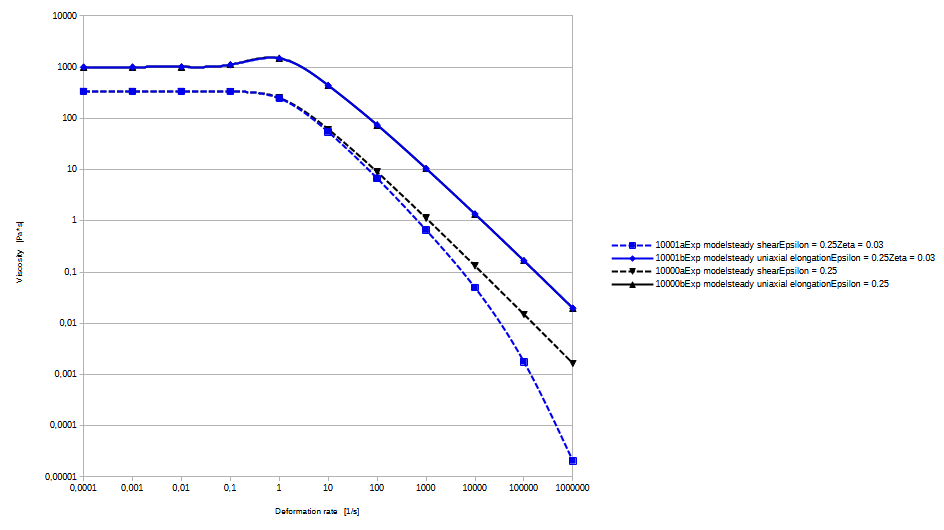 10000
1000
100
10
1
0,1
0,01
0,001
0,0001
0,00001
Viscosity [Pa*s]
0,0001 0,001 0,01 0,1 1 10 100 1000 10000 100000 1000000
Deformation rate [1/s]
10001aExp modelsteady shearEpsilon = 0.25Zeta = 0.03
10001bExp modelsteady uniaxial elongationEpsilon = 0.25Zeta = 0.03
10000aExp modelsteady shearEpsilon = 0.25
10000bExp modelsteady uniaxial elongationEpsilon = 0.25